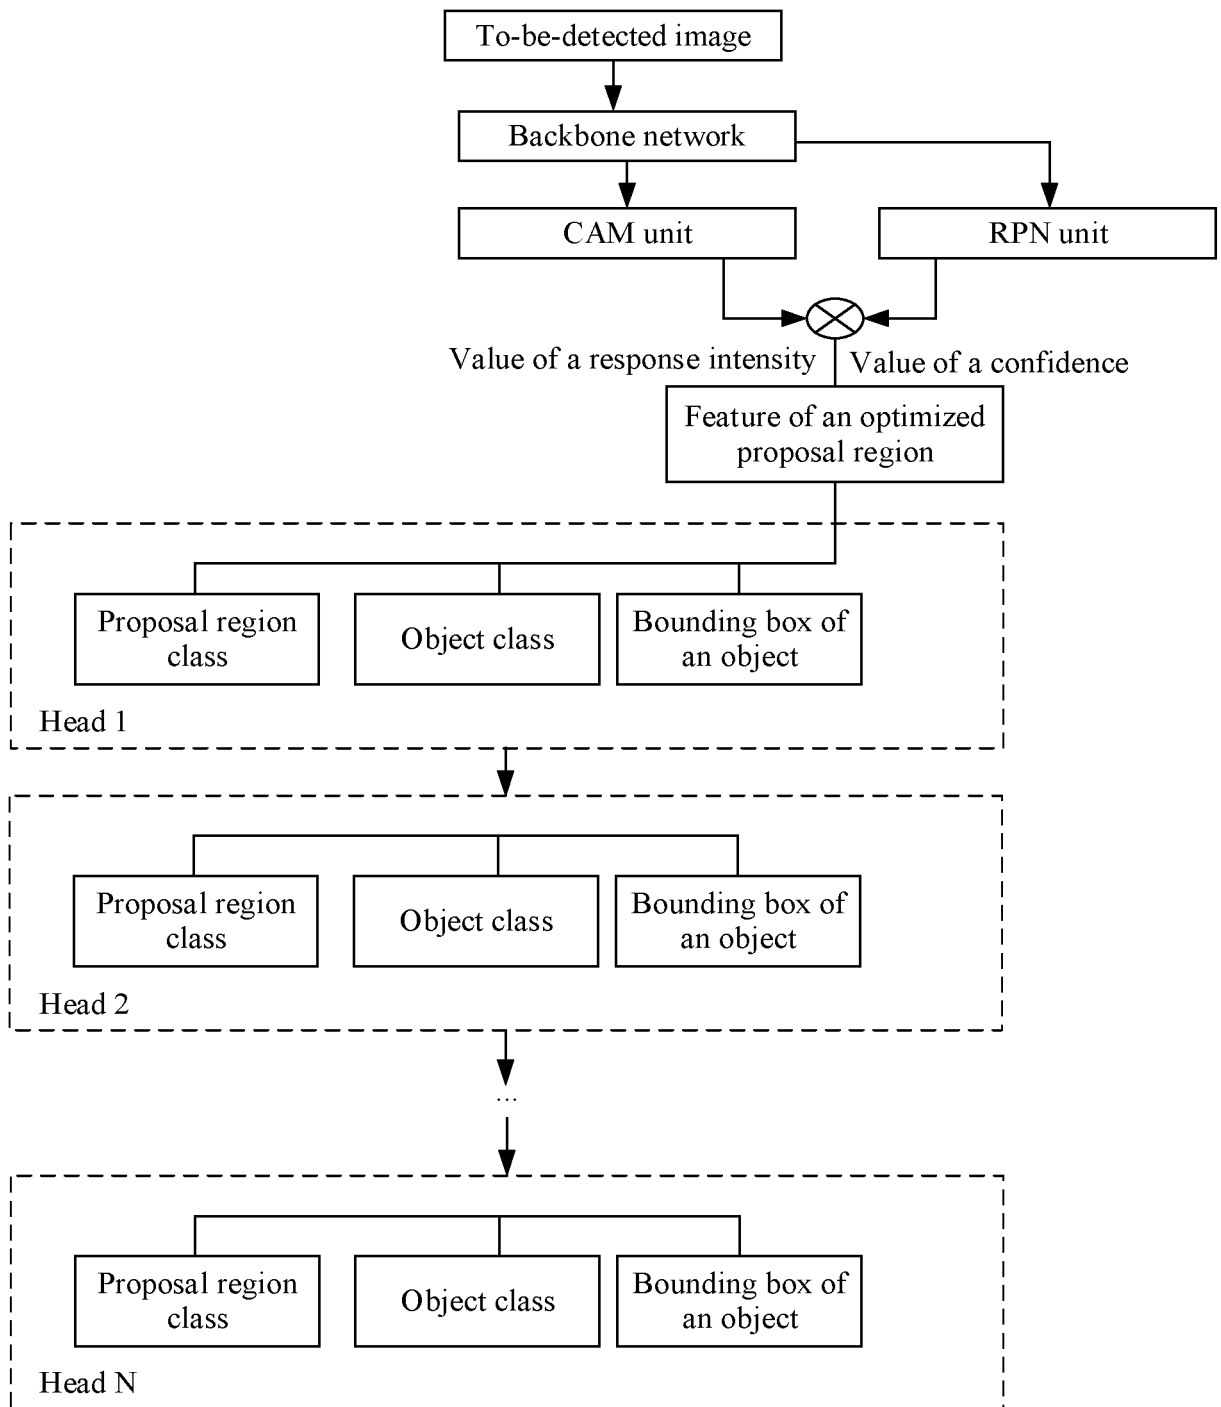 To-be-detected image
Backbone network
CAM unit
RPN unit
Value of a response intensity
Value of a confidence
Feature of an optimized
proposal region
Proposal region
class
Object class
Bounding box of
an object
Head 1
Proposal region
class
Object class
Bounding box of
an object
Head 2
...
Proposal region
class
Object class
Bounding box of
an object
Head N